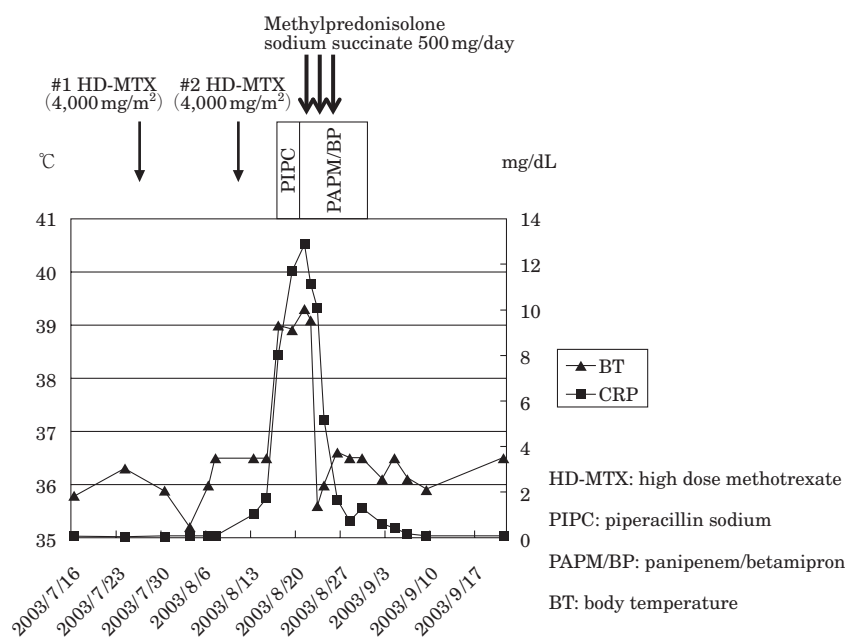 Methylpredonisolone
sodium succinate 500 mg/day
#1 HD-MTX
(4,000 mg/m²)
#2 HD-MTX
(4,000 mg/m²)
PIPC
PAPM/BP
℃
mg/dL
41
40
39
38
37
36
35
14
12
10
8
6
4
2
0
BT
CRP
2003/7/16
2003/7/23
2003/7/30
2003/8/6
2003/8/13
2003/8/20
2003/8/27
2003/9/3
2003/9/10
2003/9/17
HD-MTX: high dose methotrexate
PIPC: piperacillin sodium
PAPM/BP: panipenem/betamipron
BT: body temperature